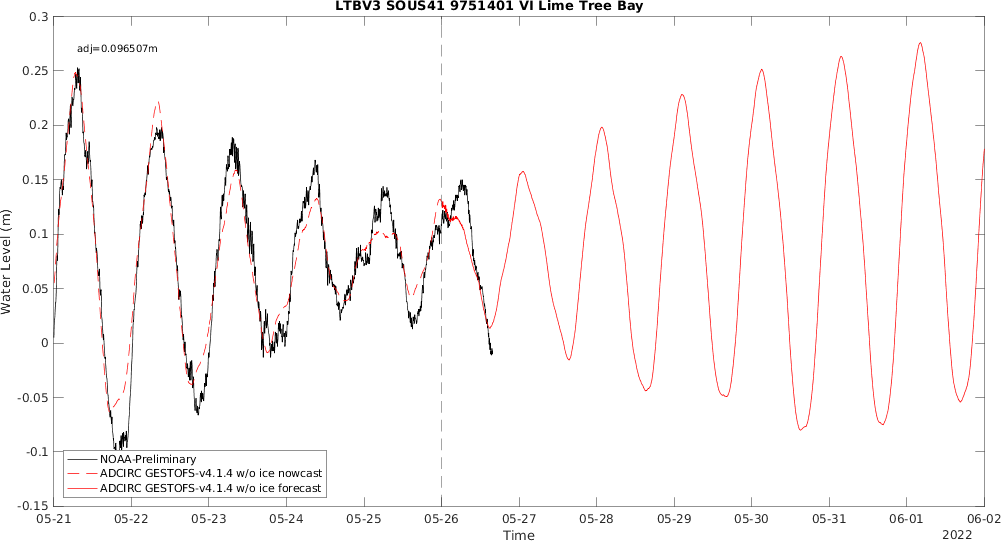 LTBV3 SOUS41 9751401 VI Lime Tree Bay
adj=0.096507m
0.3
0.25
0.2
0.15
0.1
0.05
0
-0.05
-0.1
-0.15
Water Level (m)
NOAA-Preliminary
ADCIRC GESTOFS-v4.1.4 w/o ice nowcast
ADCIRC GESTOFS-v4.1.4 w/o ice forecast
05-21 05-22 05-23 05-24 05-25 05-26 05-27 05-28 05-29 05-30 05-31 06-01 06-02
Time
2022